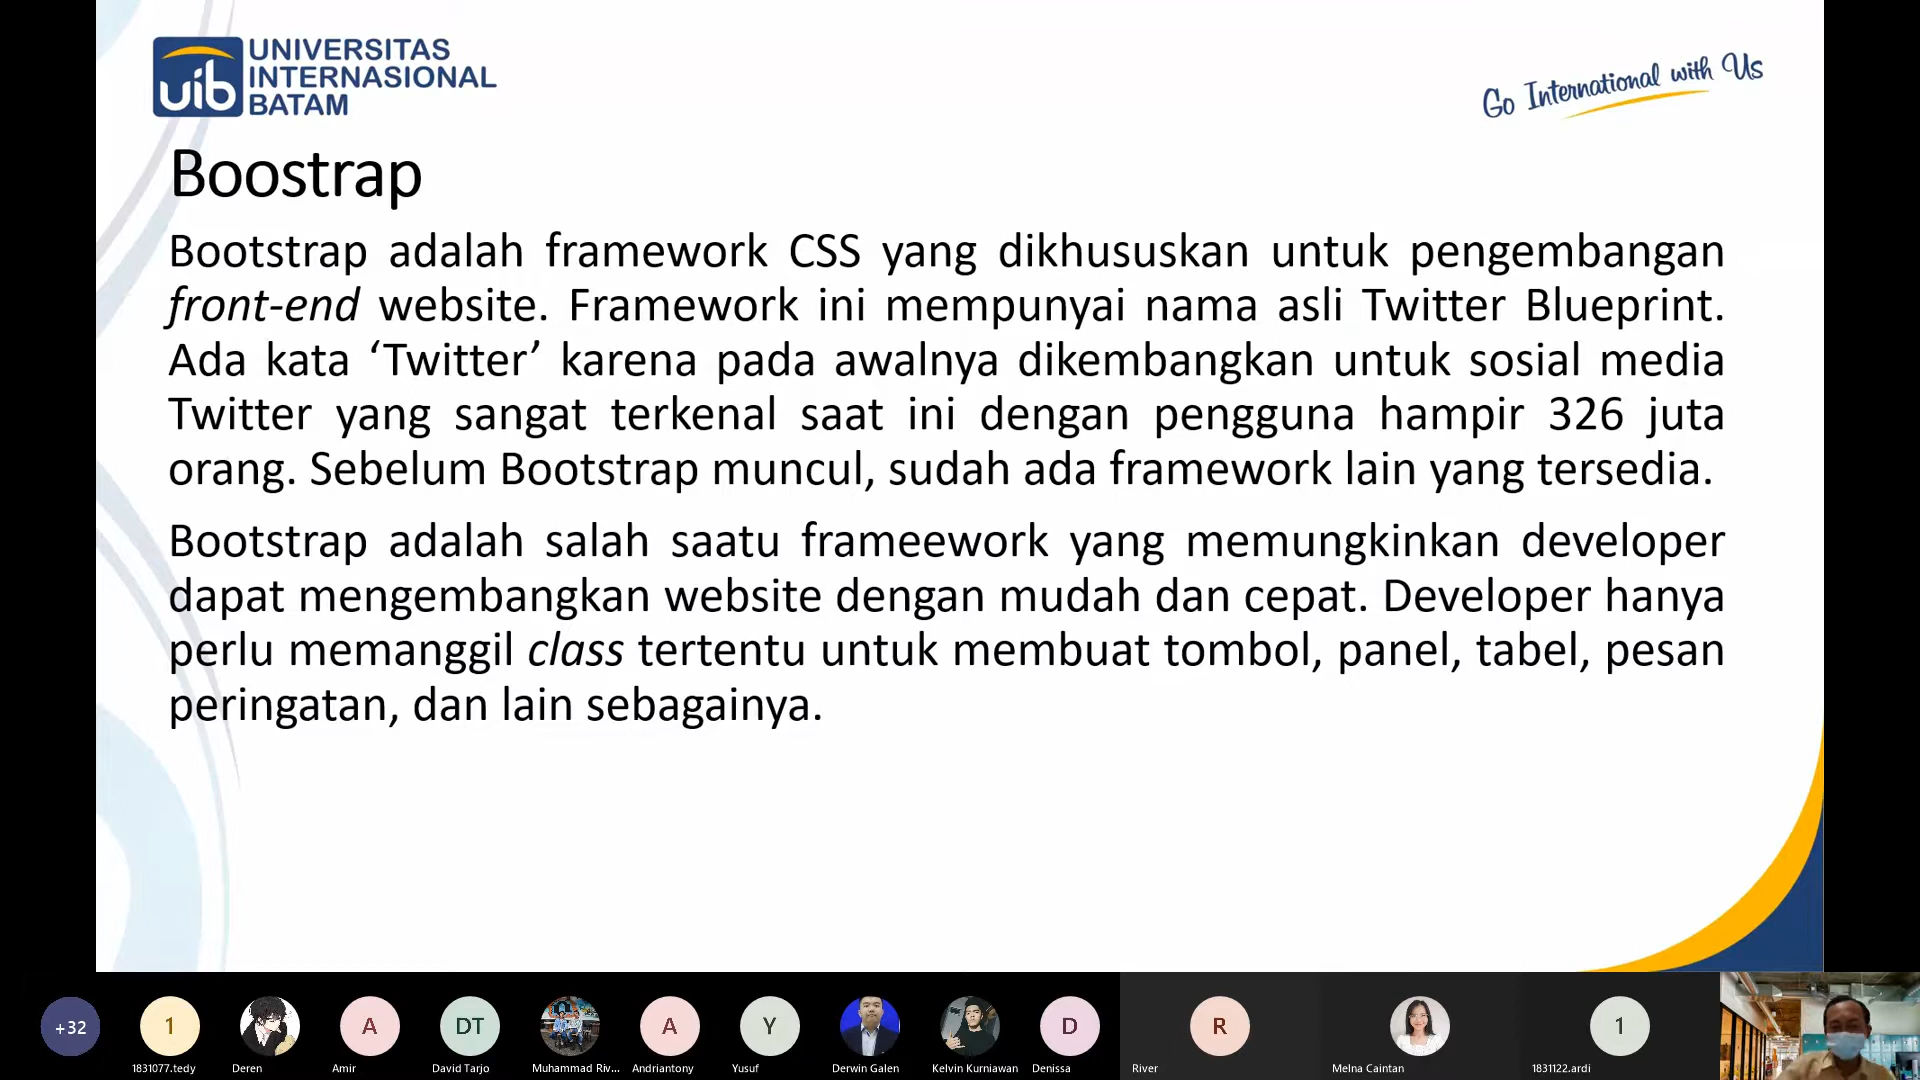 uib
UNIVERSITAS
INTERNASIONAL
BATAM
Go International with Us
Boostrap
Bootstrap adalah framework CSS yang dikhususkan untuk pengembangan
front-end website. Framework ini mempunyai nama asli Twitter Blueprint.
Ada kata ‘Twitter’ karena pada awalnya dikembangkan untuk sosial media
Twitter yang sangat terkenal saat ini dengan pengguna hampir 326 juta
orang. Sebelum Bootstrap muncul, sudah ada framework lain yang tersedia.
Bootstrap adalah salah saatu frameework yang memungkinkan developer
dapat mengembangkan website dengan mudah dan cepat. Developer hanya
perlu memanggil class tertentu untuk membuat tombol, panel, tabel, pesan
peringatan, dan lain sebagainya.
+32
1
A
DT
A
Y
D
R
1
1831077.tedy
Deren
Amir
David Tarjo
Muhammad Riv...
Andriantony
Yusuf
Derwin Galen
Kelvin Kurniawan
Denissa
River
Melna Caintan
1831122.ardi